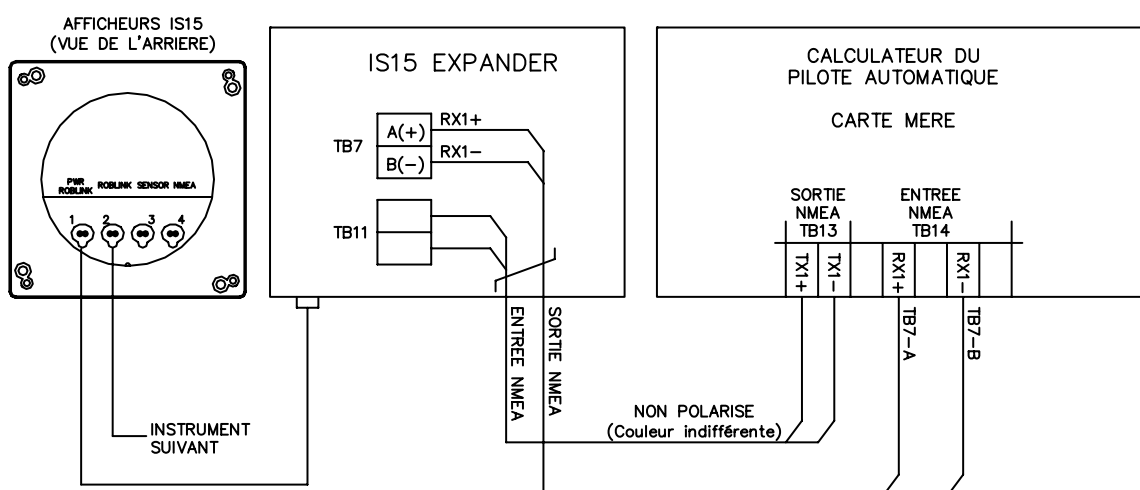 AFFICHEURS IS15
(VUE DE L'ARRIERE)
PWR
ROBLINK
ROBLINK SENSOR NMEA
1 2 3 4
INSTRUMENT
SUIVANT
IS15 EXPANDER
TB7
A(+) RX1+
B(-) RX1-
TB11
ENTREE NMEA
SORTIE NMEA
NON POLARISE
(Couleur indifférente)
CALCULATEUR DU
PILOTE AUTOMATIQUE
CARTE MERE
SORTIE
NMEA
TB13
ENTREE
NMEA
TB14
TX1+
TX1-
RX1+
RX1-
TB7-A
TB7-B